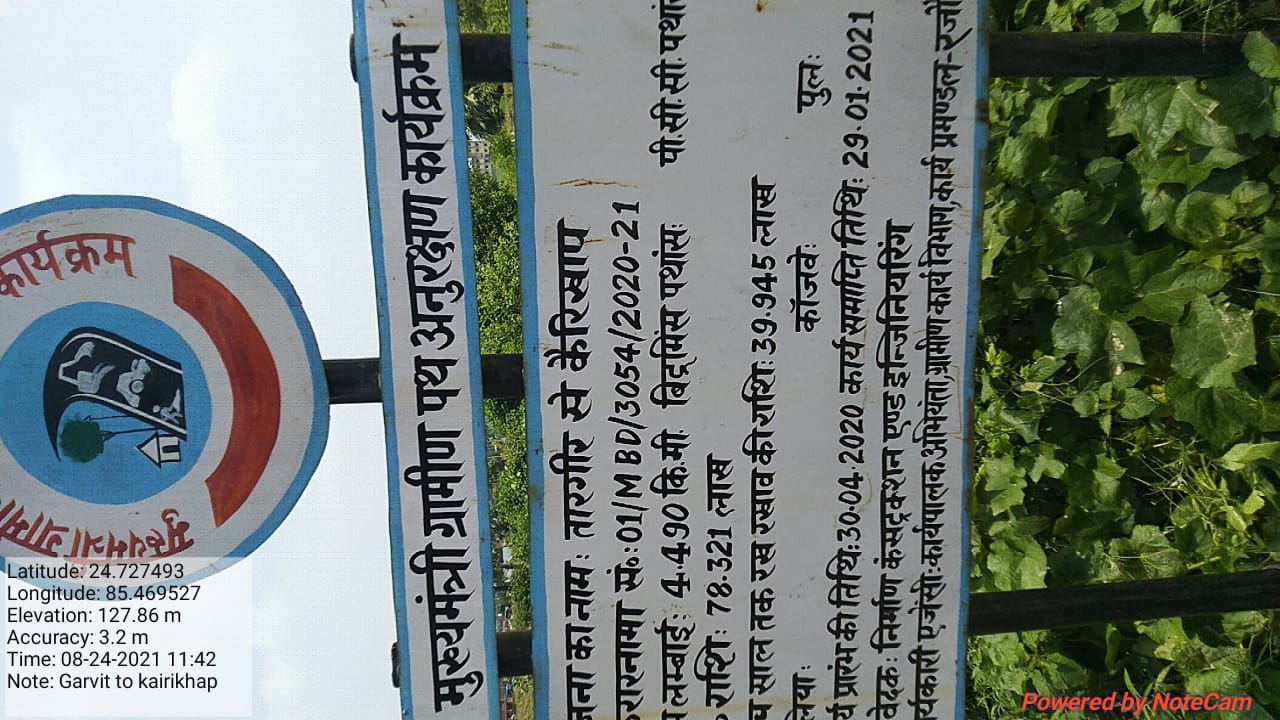 कार्यक्रम
मुख्यमंत्री ग्रामीण पथ अनुरक्षण कार्यक्रम
जना का नाम : तारगीर से कैरिखाप
करारनामा सं०: 01/MBD/3054/2020-21
लम्बाई: 4.490 कि.मी. बिटुमिंस पथांस: पी.सी.सी. पथांस
राशि: 78.321 लाख
साल तक रख रखाव की राशि: 39.945 लाख
कॉजवे: पुल:
प्रारंभ की तिथि: 30.04.2020 कार्य समाप्ति तिथि: 29.01.2021
वेदक: निर्माण कंसट्रक्शन एण्ड इन्जिनियरिंग
र्यकारी एजेंसी: कार्यपालक अभियंता, ग्रामीण कार्य विभाग, कार्य प्रमण्डल-रजौ
Latitude: 24.727493
Longitude: 85.469527
Elevation: 127.86 m
Accuracy: 3.2 m
Time: 08-24-2021 11:42
Note: Garvit to kairikhap
Powered by NoteCam